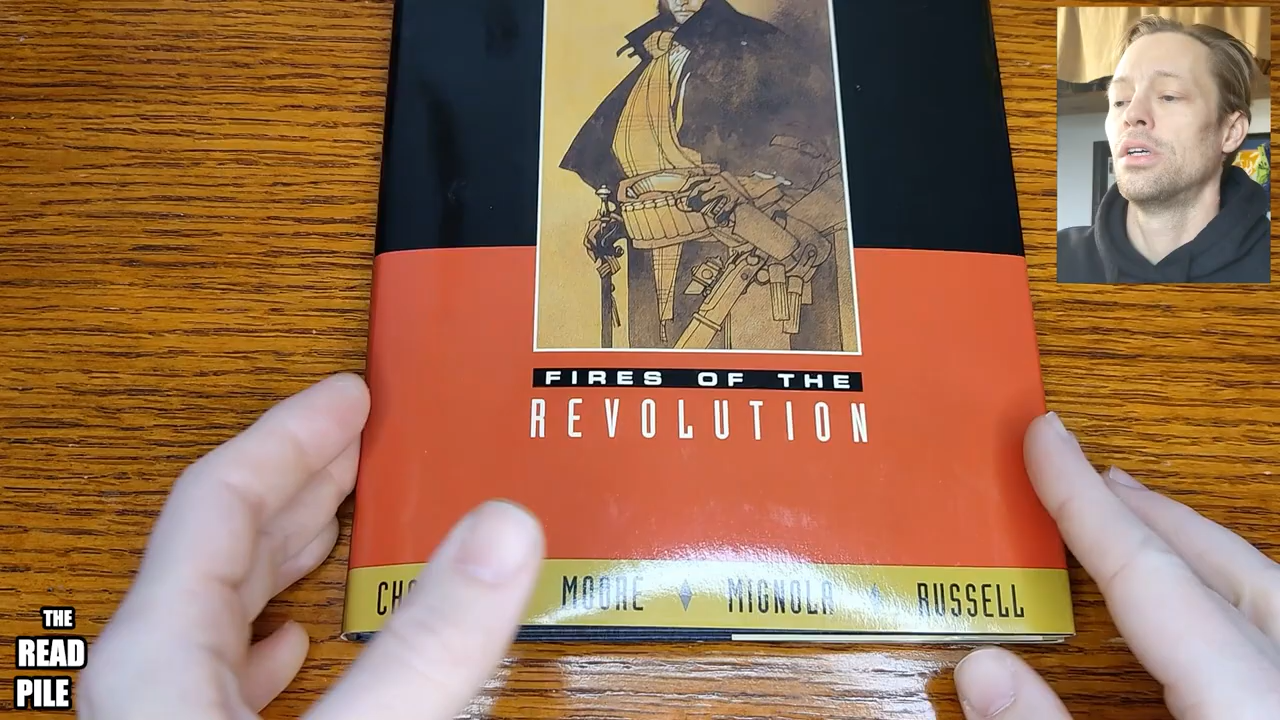 FIRES OF THE
REVOLUTION
MOORE ♦ MIGNOLA ♦ RUSSELL
THE
READ
PILE